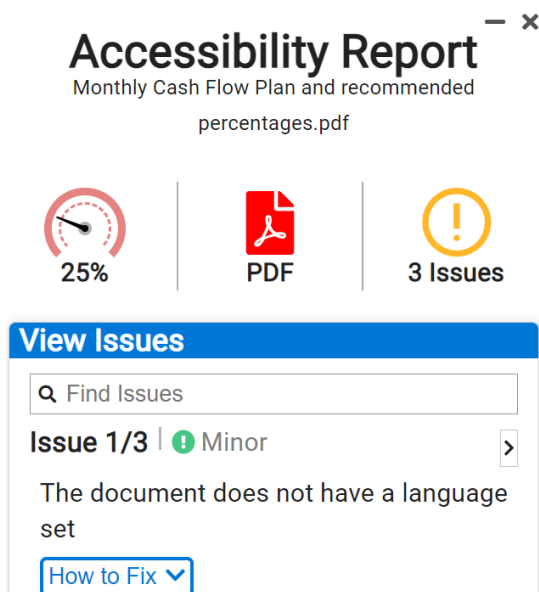 Accessibility Report
Monthly Cash Flow Plan and recommended
percentages.pdf
25%
PDF
3 Issues
View Issues
Find Issues
Issue 1/3
Minor
The document does not have a language
set
How to Fix